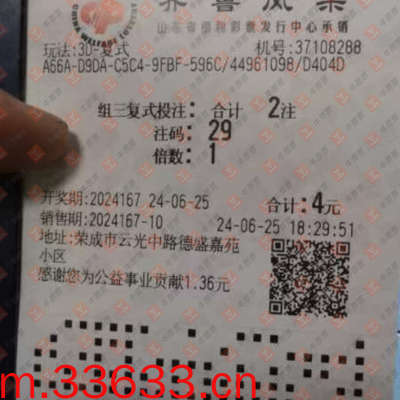 齐鲁风采
山东省福利彩票发行中心承销
玩法:3D-复式 机号:37108288
A66A-D9DA-C5C4-9FBF-596C/44961098/D404D
组三复式投注: 合计 2注
注码: 29
倍数: 1
开奖期:2024167 24-06-25 合计:4元
销售期:2024167-10 24-06-25 18:29:51
地址:荣成市云光中路德盛嘉苑
小区
感谢您为公益事业贡献1.36元
m.33633.cn